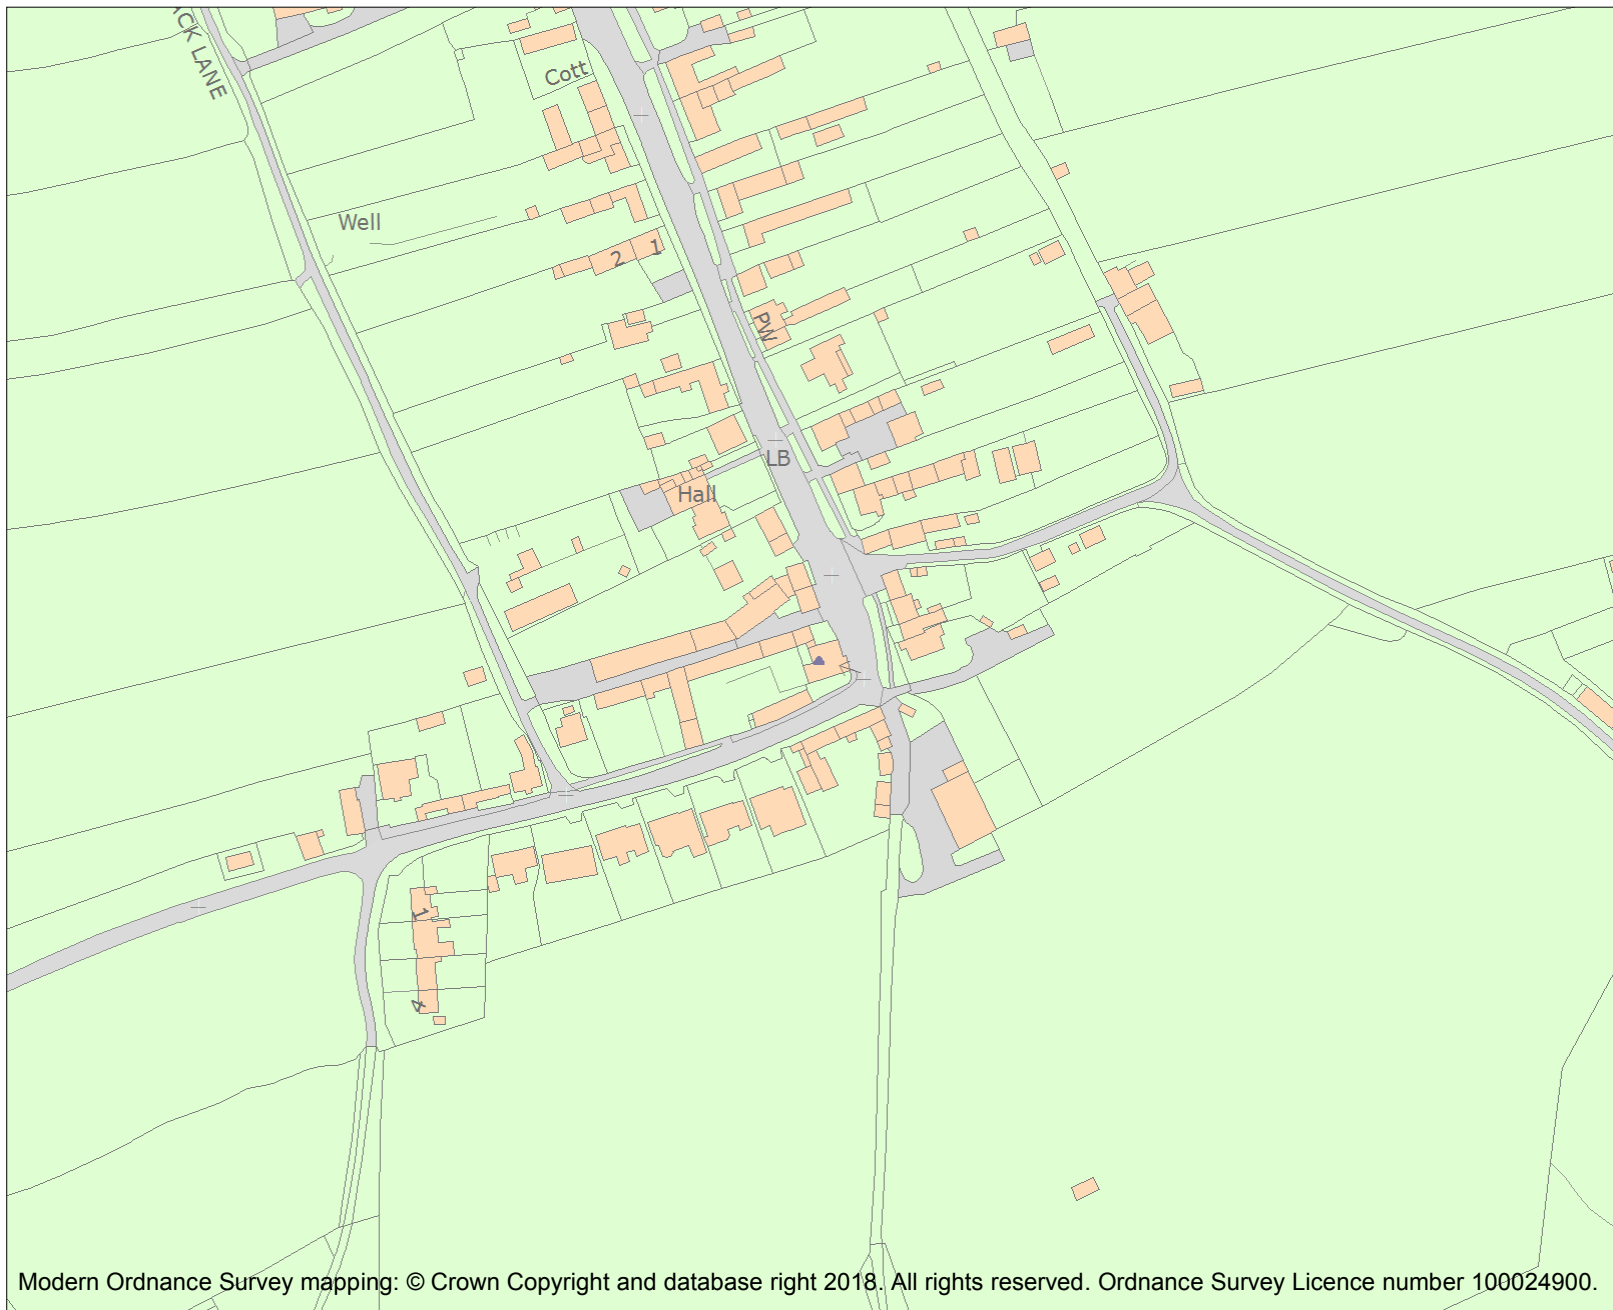 ACK LANE
Cott
Well
2
1
PW
LB
Hall
1
4
Modern Ordnance Survey mapping: © Crown Copyright and database right 2018. All rights reserved. Ordnance Survey Licence number 100024900.